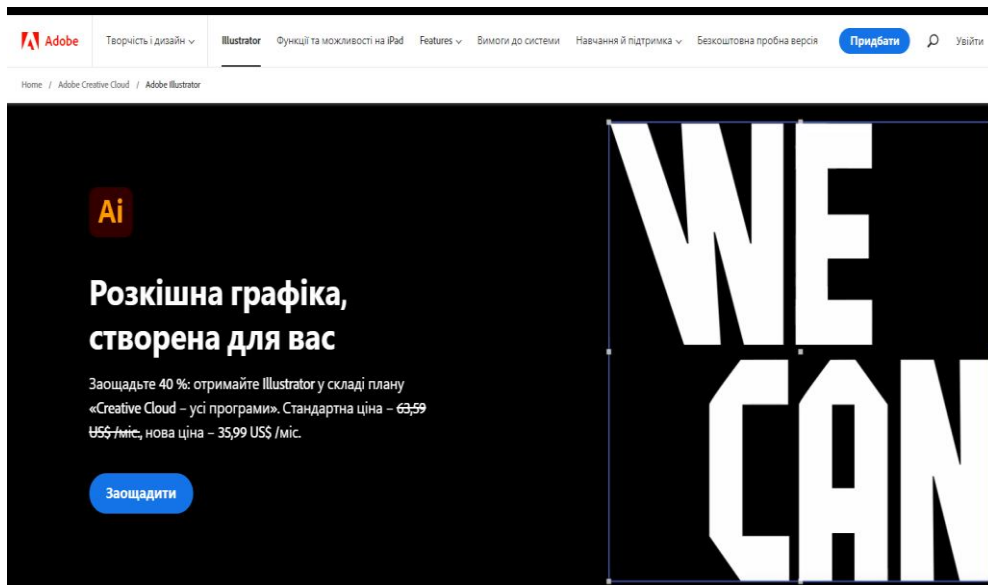 Adobe Творчість і дизайн Illustrator Функції та можливості на iPad Features Вимоги до системи Навчання й підтримка Безкоштовна пробна версія Придбати Увійти
Home / Adobe Creative Cloud / Adobe Illustrator
Ai
Розкішна графіка,
створена для вас
Заощадьте 40 %: отримайте Illustrator у складі плану
«Creative Cloud – усі програми». Стандартна ціна – 63,59
US$ /міс., нова ціна – 35,99 US$ /міс.
Заощадити
WE
CAN